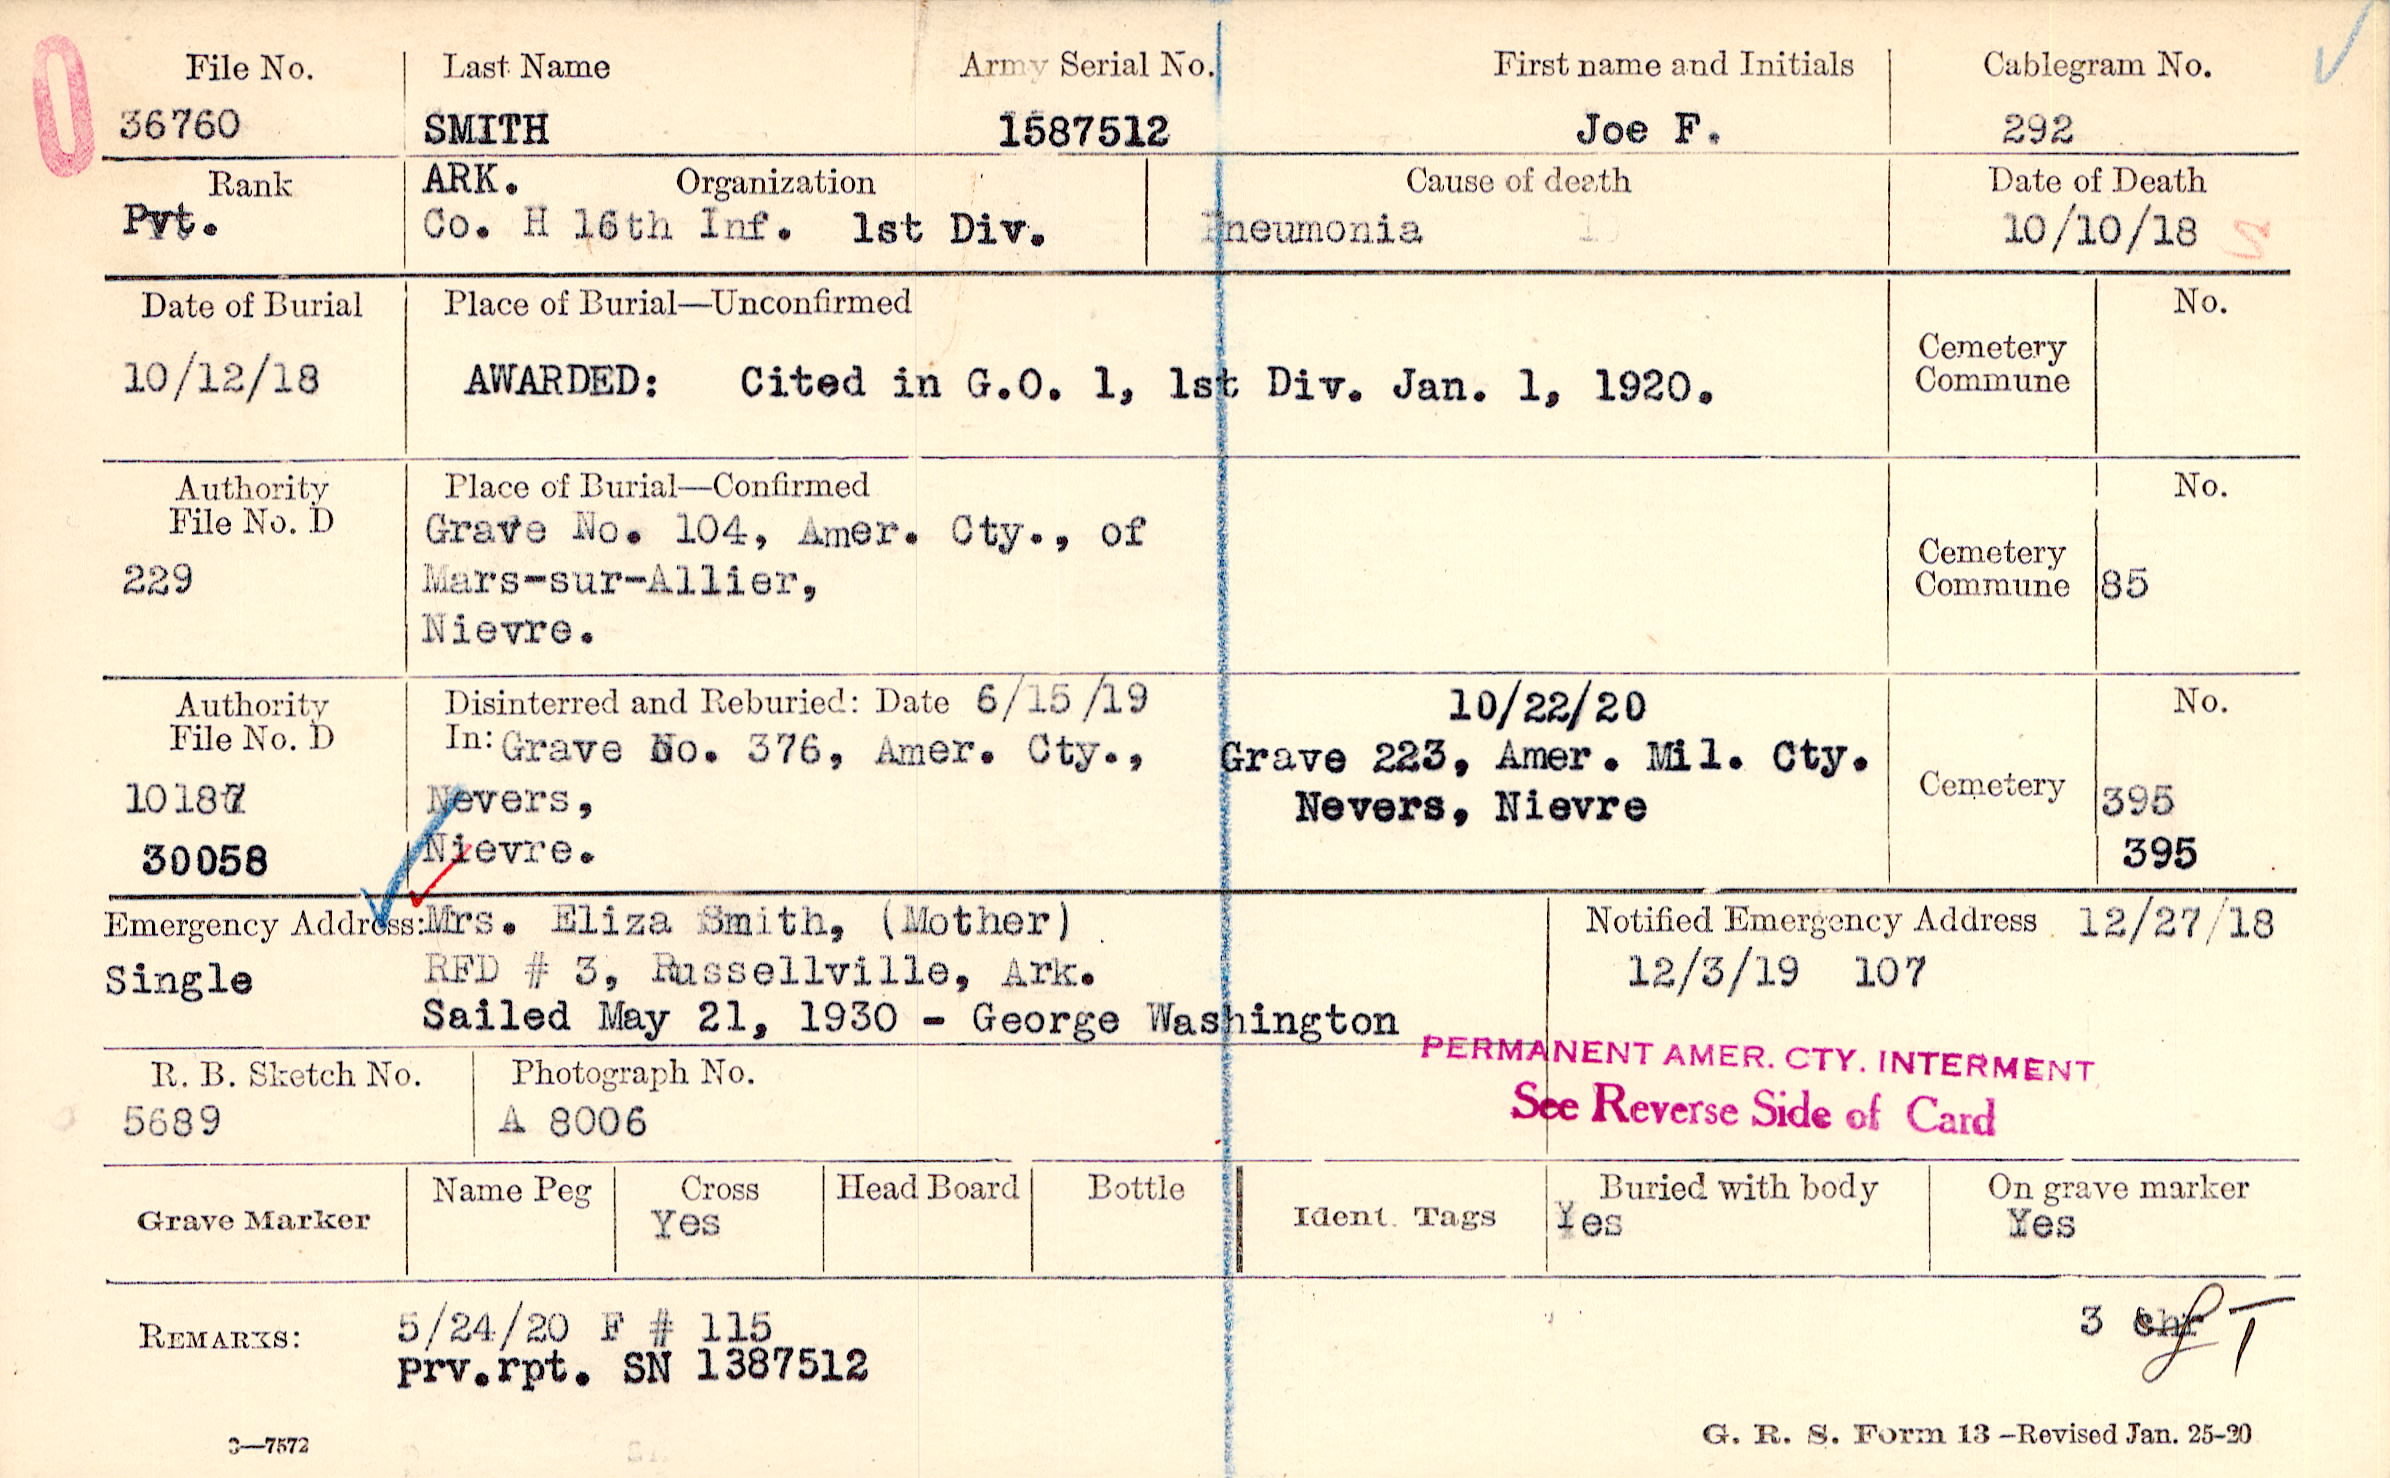 File No. Last Name Army Serial No. First name and Initials Cablegram No.
36760 SMITH 1587512 Joe F. 292
Rank ARK. Organization Cause of death Date of Death
Pvt. Co. H 16th Inf. 1st Div. Pneumonia 10/10/18
Date of Burial Place of Burial—Unconfirmed No.
Cemetery
10/12/18 AWARDED: Cited in G.O. 1, 1st Div. Jan. 1, 1920. Commune
Authority Place of Burial—Confirmed No.
File No. D Grave No. 104, Amer. Cty., of
Cemetery
229 Mars-sur-Allier, Commune 85
Nievre.
Authority Disinterred and Reburied: Date 6/15/19 10/22/20 No.
File No. D In: Grave No. 376, Amer. Cty., Grave 223, Amer. Mil. Cty.
Cemetery
10187 Nevers, Nevers, Nievre 395
30058 Nievre. 395
Emergency Address: Mrs. Eliza Smith, (Mother) Notified Emergency Address 12/27/18
Single RFD # 3, Russellville, Ark. 12/3/19 107
Sailed May 21, 1930 - George Washington
PERMANENT AMER. CTY. INTERMENT
R. B. Sketch No. Photograph No.
See Reverse Side of Card
5689 A 8006
Name Peg Cross Head Board Bottle Buried with body On grave marker
Grave Marker Yes Ident. Tags Yes Yes
REMARKS: 5/24/20 F # 115 3
prv.rpt. SN 1387512
3—7572 G. R. S. Form 13—Revised Jan. 25-20